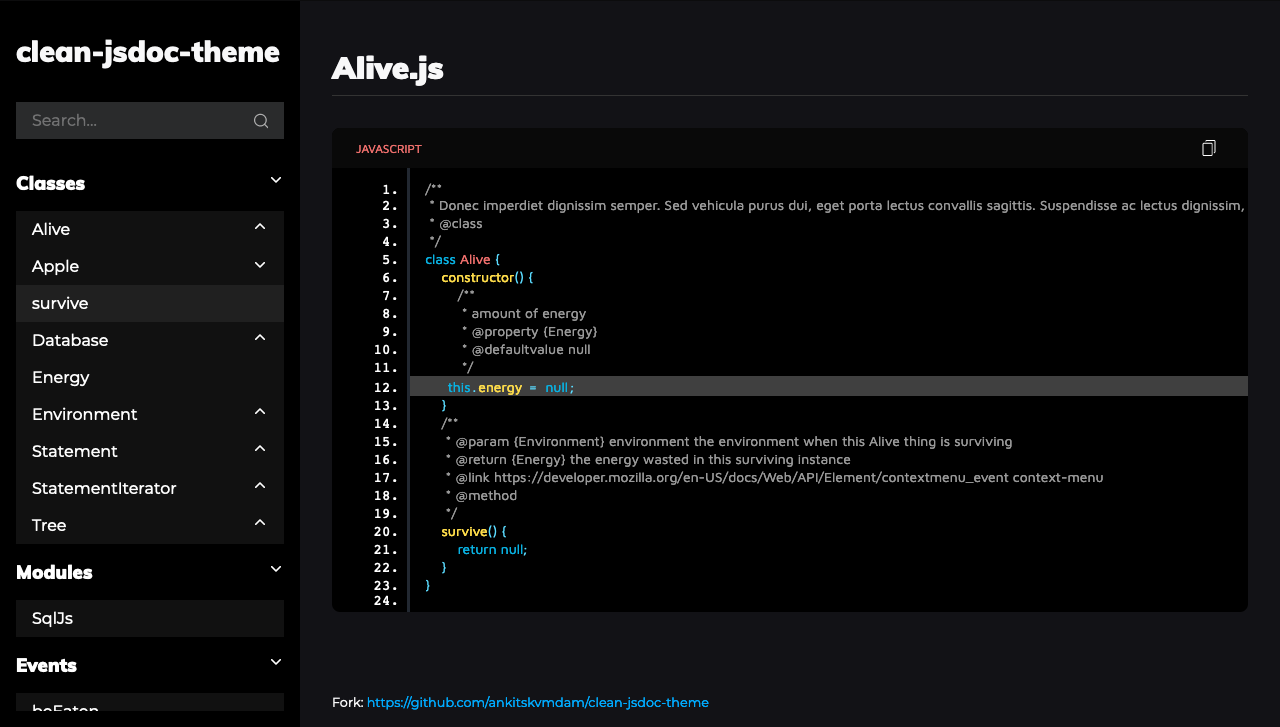 clean-jsdoc-theme
Search...
Classes
Alive
Apple
survive
Database
Energy
Environment
Statement
StatementIterator
Tree
Modules
SqlJs
Events
Alive.js
JAVASCRIPT
1. /**
2. * Donec imperdiet dignissim semper. Sed vehicula purus dui, eget porta lectus convallis sagittis. Suspendisse ac lectus dignissim,
3. * @class
4. */
5. class Alive {
6. constructor() {
7. /**
8. * amount of energy
9. * @property {Energy}
10. * @defaultvalue null
11. */
12. this.energy = null;
13. }
14. /**
15. * @param {Environment} environment the environment when this Alive thing is surviving
16. * @return {Energy} the energy wasted in this surviving instance
17. * @link https://developer.mozilla.org/en-US/docs/Web/API/Element/contextmenu_event context-menu
18. * @method
19. */
20. survive() {
21. return null;
22. }
23. }
24.
Fork: https://github.com/ankitskvmdam/clean-jsdoc-theme